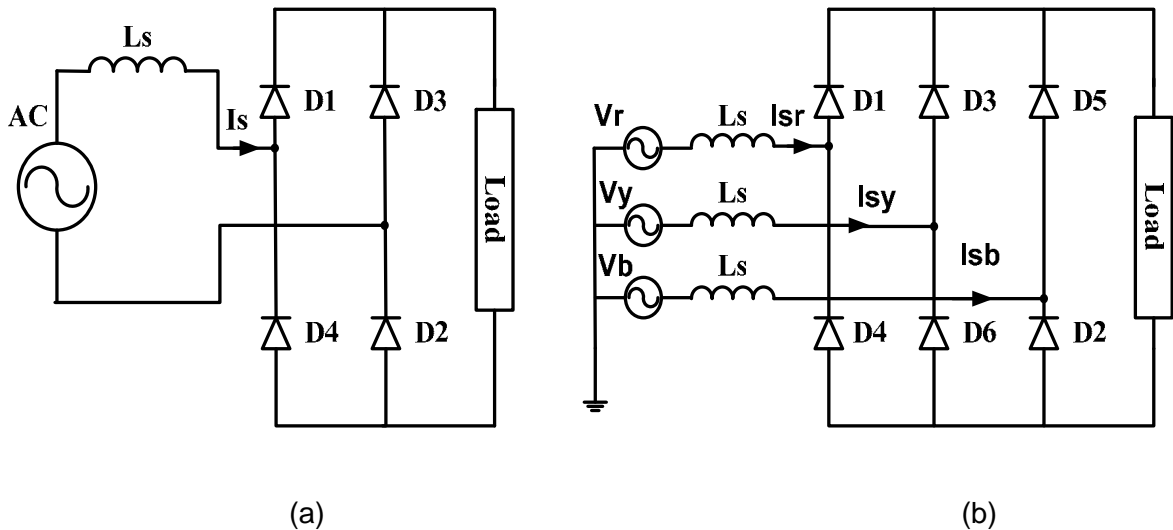 Ls
AC
Is
D1
D3
Load
D4
D2
(a)
Vr
Ls
Isr
D1
D3
D5
Vy
Ls
Isy
Vb
Ls
Isb
Load
D4
D6
D2
(b)